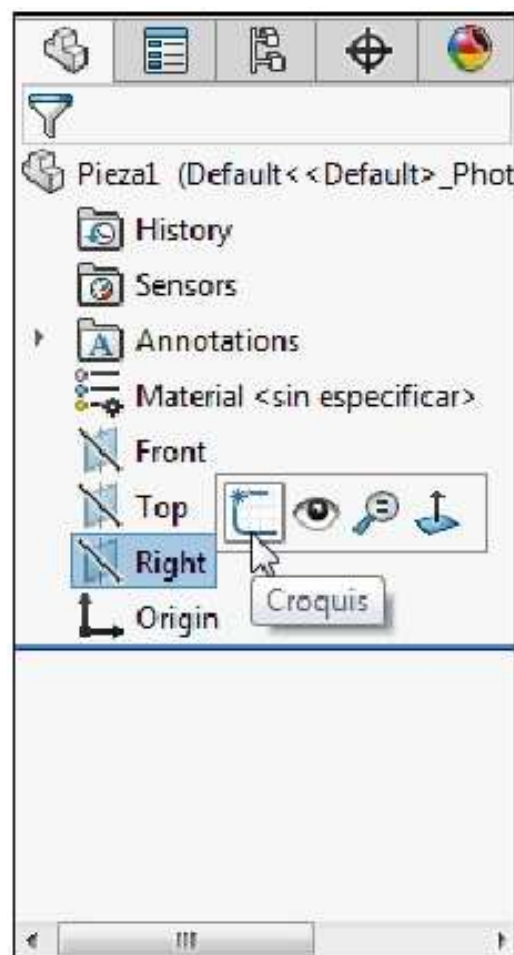 Pieza1 (Default<<Default>_Phot
History
Sensors
Annotations
Material <sin especificar>
Front
Top
Right
Croquis
Origin